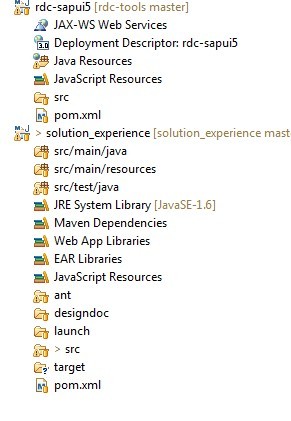 rdc-sapui5 [rdc-tools master]
JAX-WS Web Services
Deployment Descriptor: rdc-sapui5
Java Resources
JavaScript Resources
src
pom.xml
> solution_experience [solution_experience mast
src/main/java
src/main/resources
src/test/java
JRE System Library [JavaSE-1.6]
Maven Dependencies
Web App Libraries
EAR Libraries
JavaScript Resources
ant
designdoc
launch
> src
target
pom.xml